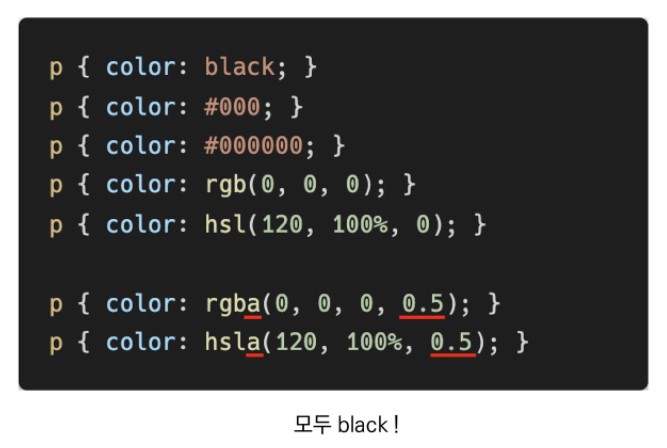 p { color: black; }
p { color: #000; }
p { color: #000000; }
p { color: rgb(0, 0, 0); }
p { color: hsl(120, 100%, 0); }
p { color: rgba(0, 0, 0, 0.5); }
p { color: hsla(120, 100%, 0.5); }
모두 black !